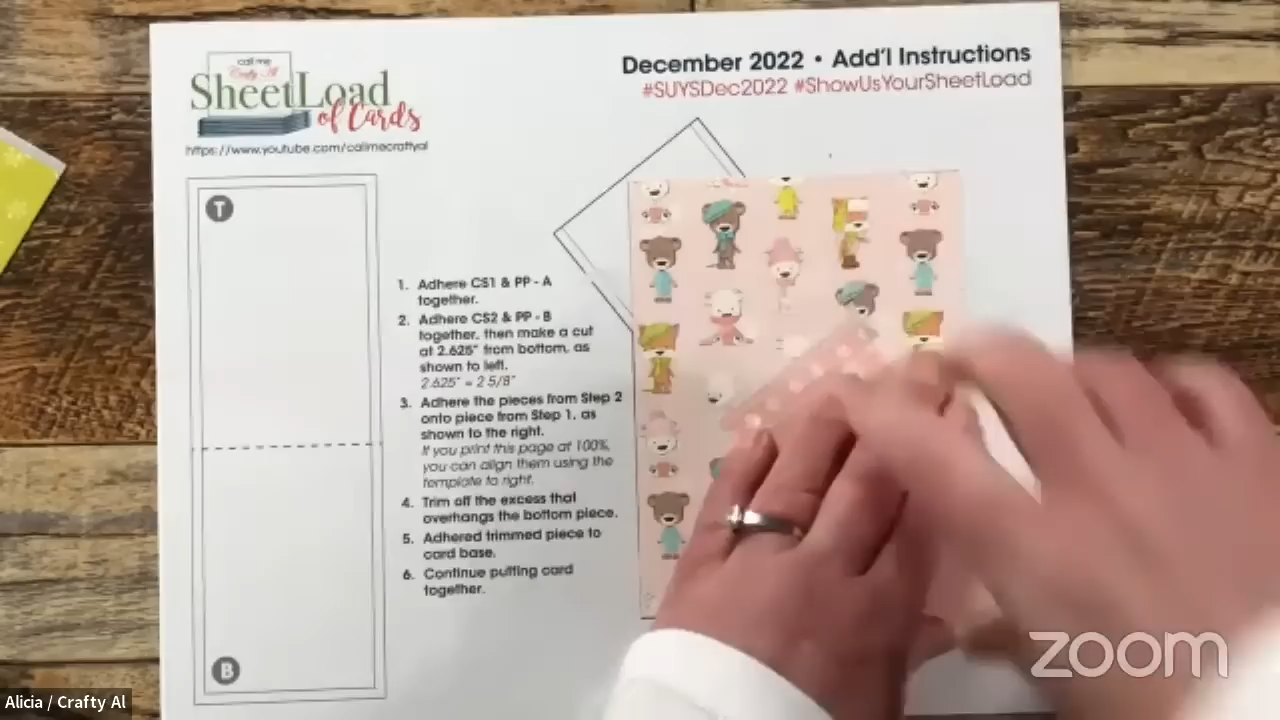 call me
Crafty Al
SheetLoad
of Cards
https://www.youtube.com/callmecraftyal
December 2022 • Add'l Instructions
#SUYSDec2022 #ShowUsYourSheetLoad
T
1. Adhere CS1 & PP - A
together.
2. Adhere CS2 & PP - B
together, then make a cut
at 2.625" from bottom, as
shown to left.
2.625" = 2 5/8"
3. Adhere the pieces from Step 2
onto piece from Step 1, as
shown to the right.
If you print this page at 100%,
you can align them using the
template to right.
4. Trim off the excess that
overhangs the bottom piece.
5. Adhered trimmed piece to
card base.
6. Continue putting card
together.
B
zoom
Alicia / Crafty Al